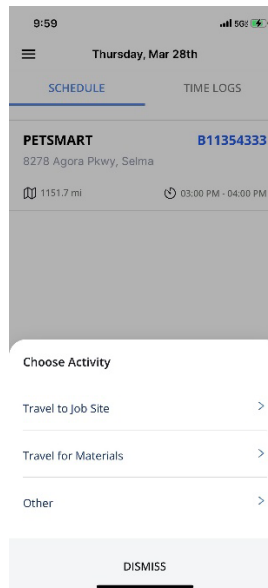 9:59
Thursday, Mar 28th
SCHEDULE TIME LOGS
PETSMART B11354333
8278 Agora Pkwy, Selma
1151.7 mi 03:00 PM - 04:00 PM
Choose Activity
Travel to Job Site
Travel for Materials
Other
DISMISS